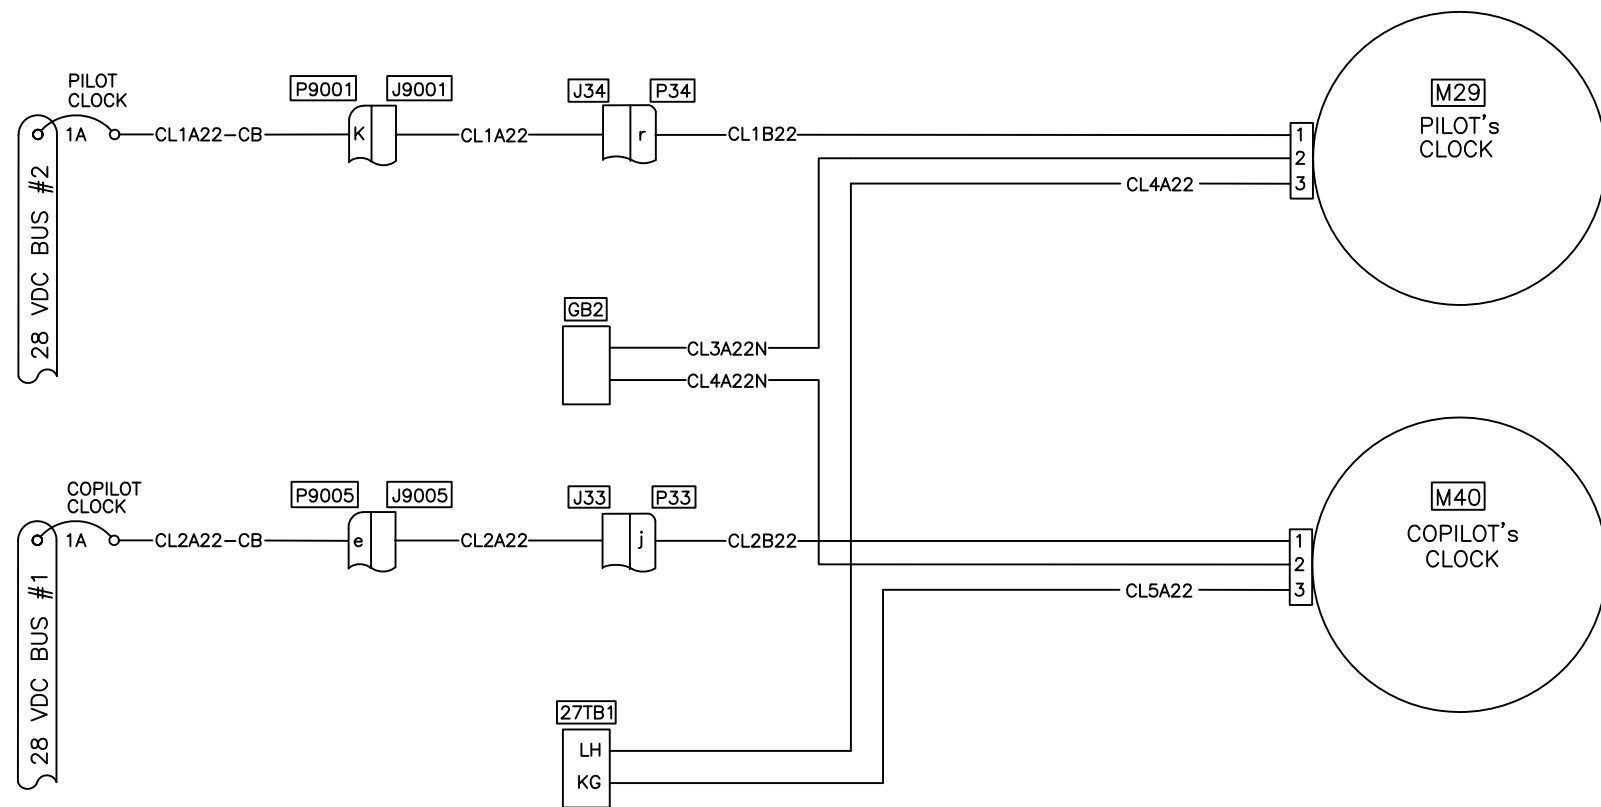 PILOT
CLOCK
1A
CL1A22-CB
P9001
J9001
K
CL1A22
J34
P34
r
CL1B22
M29
PILOT's
CLOCK
1
2
3
CL4A22
28 VDC BUS #2
GB2
CL3A22N
CL4A22N
COPILOT
CLOCK
1A
CL2A22-CB
P9005
J9005
e
CL2A22
J33
P33
j
CL2B22
M40
COPILOT's
CLOCK
1
2
3
CL5A22
28 VDC BUS #1
27TB1
LH
KG